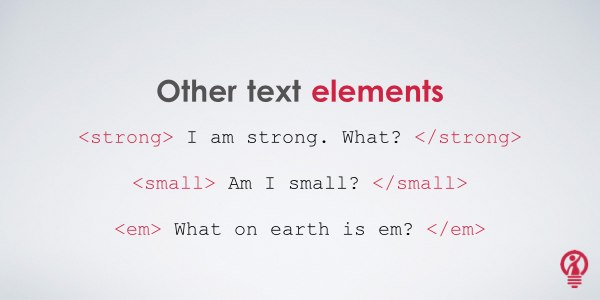 Other text elements
<strong> I am strong. What? </strong>
<small> Am I small? </small>
<em> What on earth is em? </em>